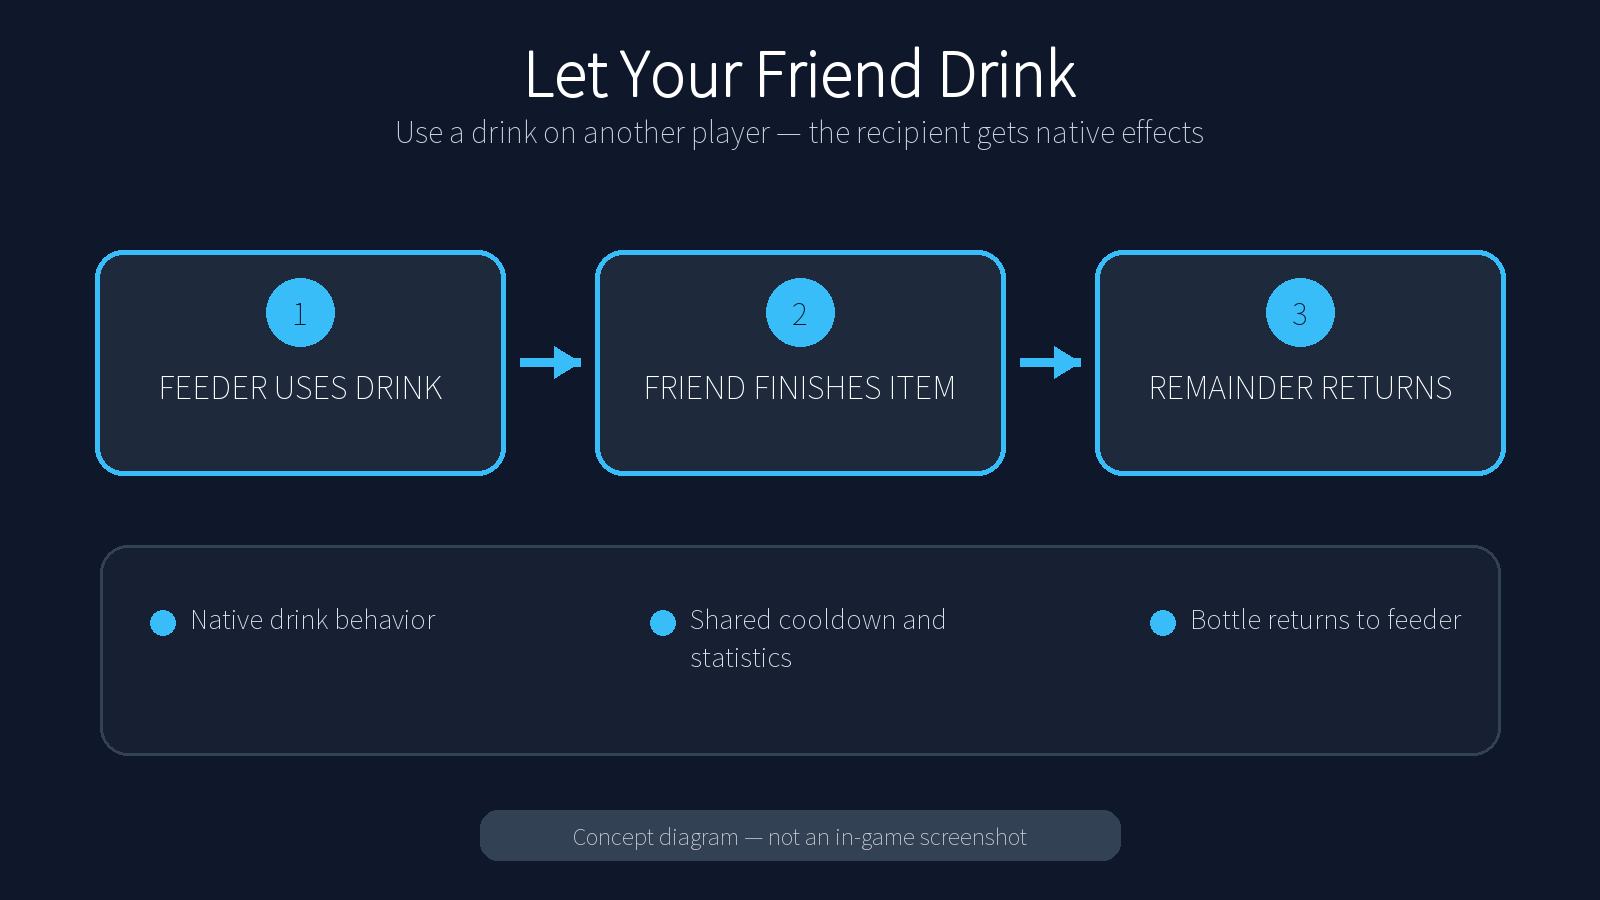 Let Your Friend Drink
Use a drink on another player — the recipient gets native effects
1
2
3
FEEDER USES DRINK
FRIEND FINISHES ITEM
REMAINDER RETURNS
Native drink behavior
Shared cooldown and
statistics
Bottle returns to feeder
Concept diagram — not an in-game screenshot